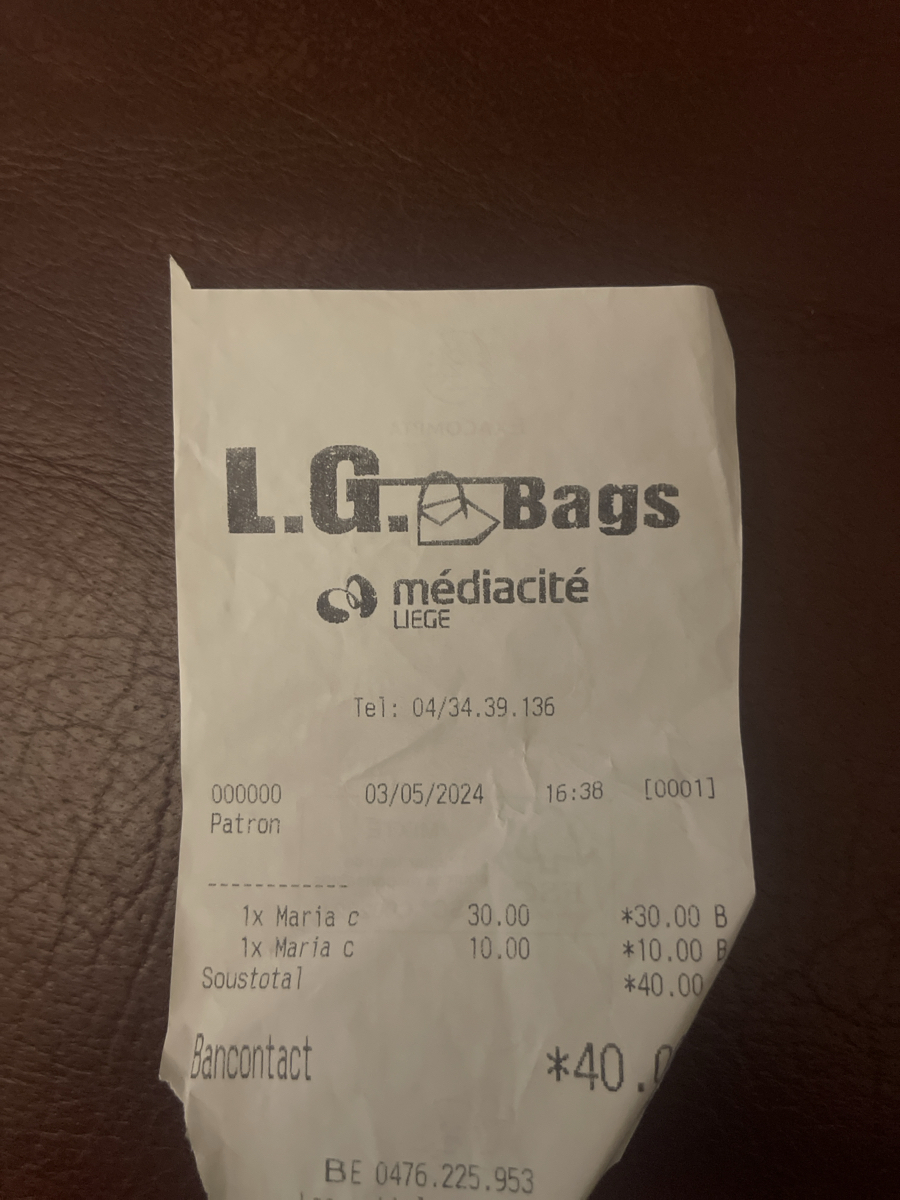 L.G. Bags
médiacité
LIEGE
Tel: 04/34.39.136
000000 03/05/2024 16:38 [0001]
Patron
------------
1x Maria c 30.00 *30.00 B
1x Maria c 10.00 *10.00 B
Soustotal *40.00
Bancontact *40.0
BE 0476.225.953